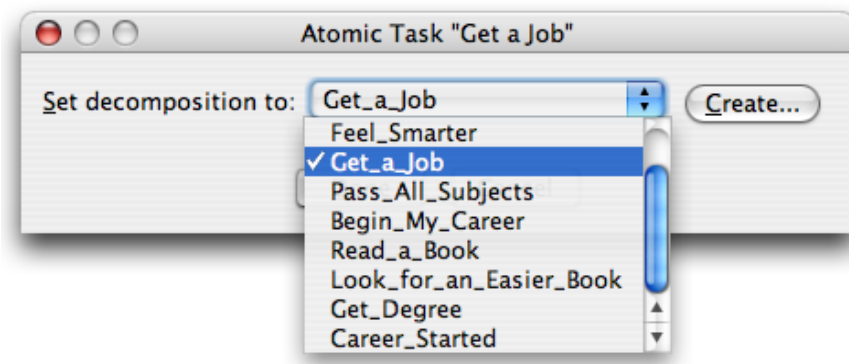 Atomic Task "Get a Job"
Set decomposition to: Get_a_Job Create...
Feel_Smarter
✓ Get_a_Job
Pass_All_Subjects
Begin_My_Career
Read_a_Book
Look_for_an_Easier_Book
Get_Degree
Career_Started